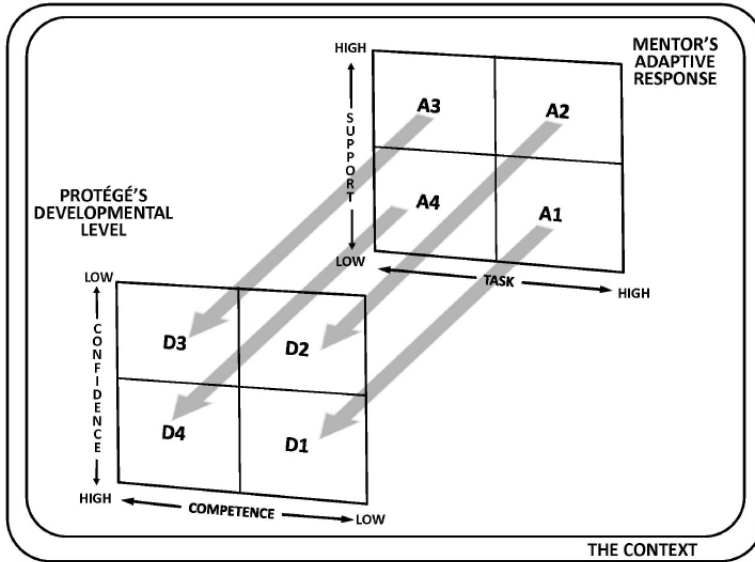 HIGH
MENTOR'S
ADAPTIVE
RESPONSE
A3
A2
SUPPORT
A4
A1
LOW
TASK
HIGH
PROTÉGÉ'S
DEVELOPMENTAL
LEVEL
LOW
D3
D2
CONFIDENCE
D4
D1
HIGH
COMPETENCE
LOW
THE CONTEXT